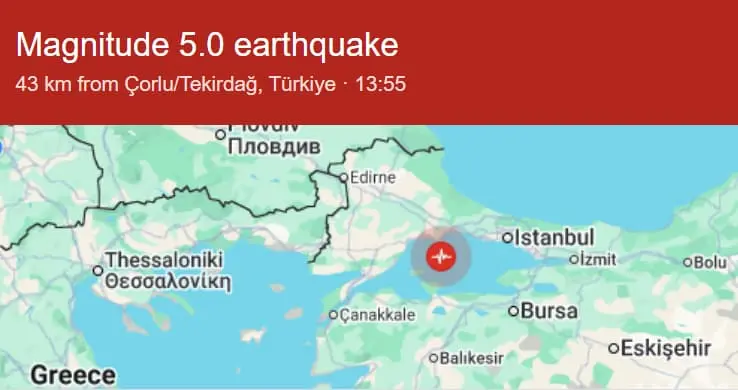 Magnitude 5.0 earthquake
43 km from Çorlu/Tekirdağ, Türkiye · 13:55
Plovdiv
Пловдив
Edirne
Istanbul
İzmit
Bolu
Thessaloniki
Θεσσαλονίκη
Çanakkale
Bursa
Balıkesir
Eskişehir
Greece